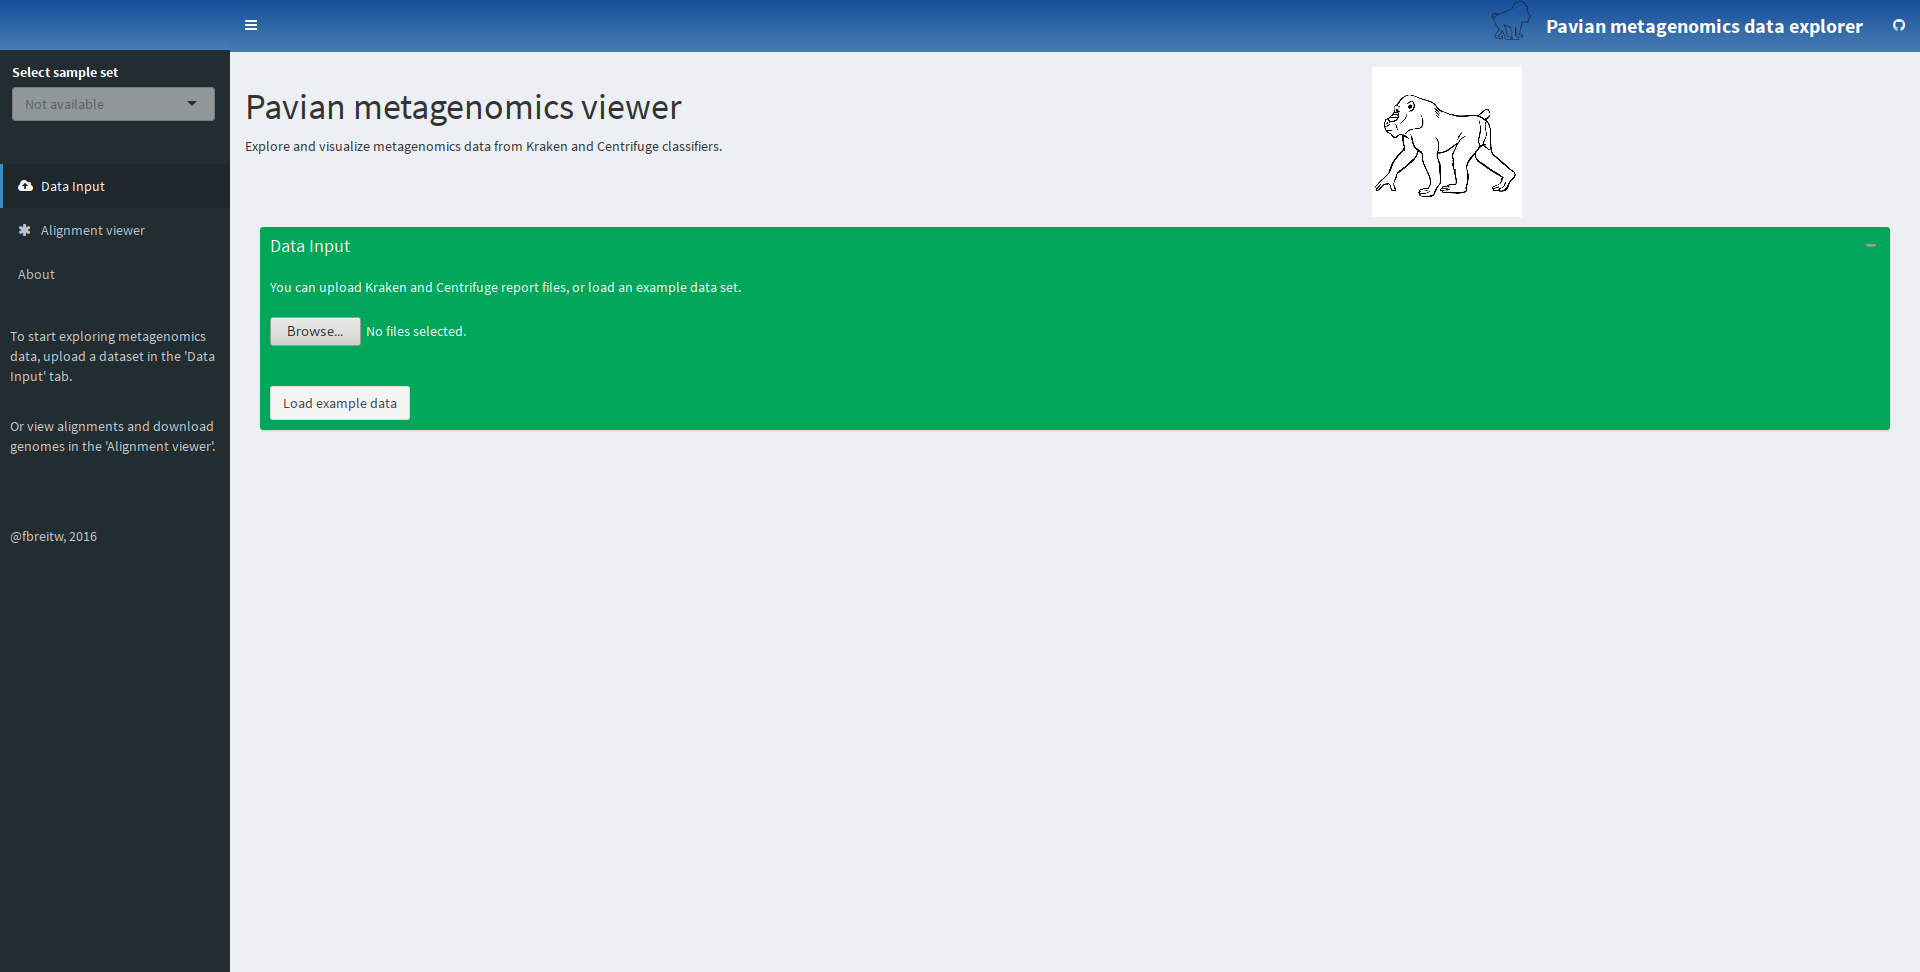 Pavian metagenomics data explorer
Select sample set
Not available
Data Input
Alignment viewer
About
To start exploring metagenomics
data, upload a dataset in the 'Data
Input' tab.
Or view alignments and download
genomes in the 'Alignment viewer'.
@fbreitw, 2016
Pavian metagenomics viewer
Explore and visualize metagenomics data from Kraken and Centrifuge classifiers.
Data Input
You can upload Kraken and Centrifuge report files, or load an example data set.
Browse... No files selected.
Load example data